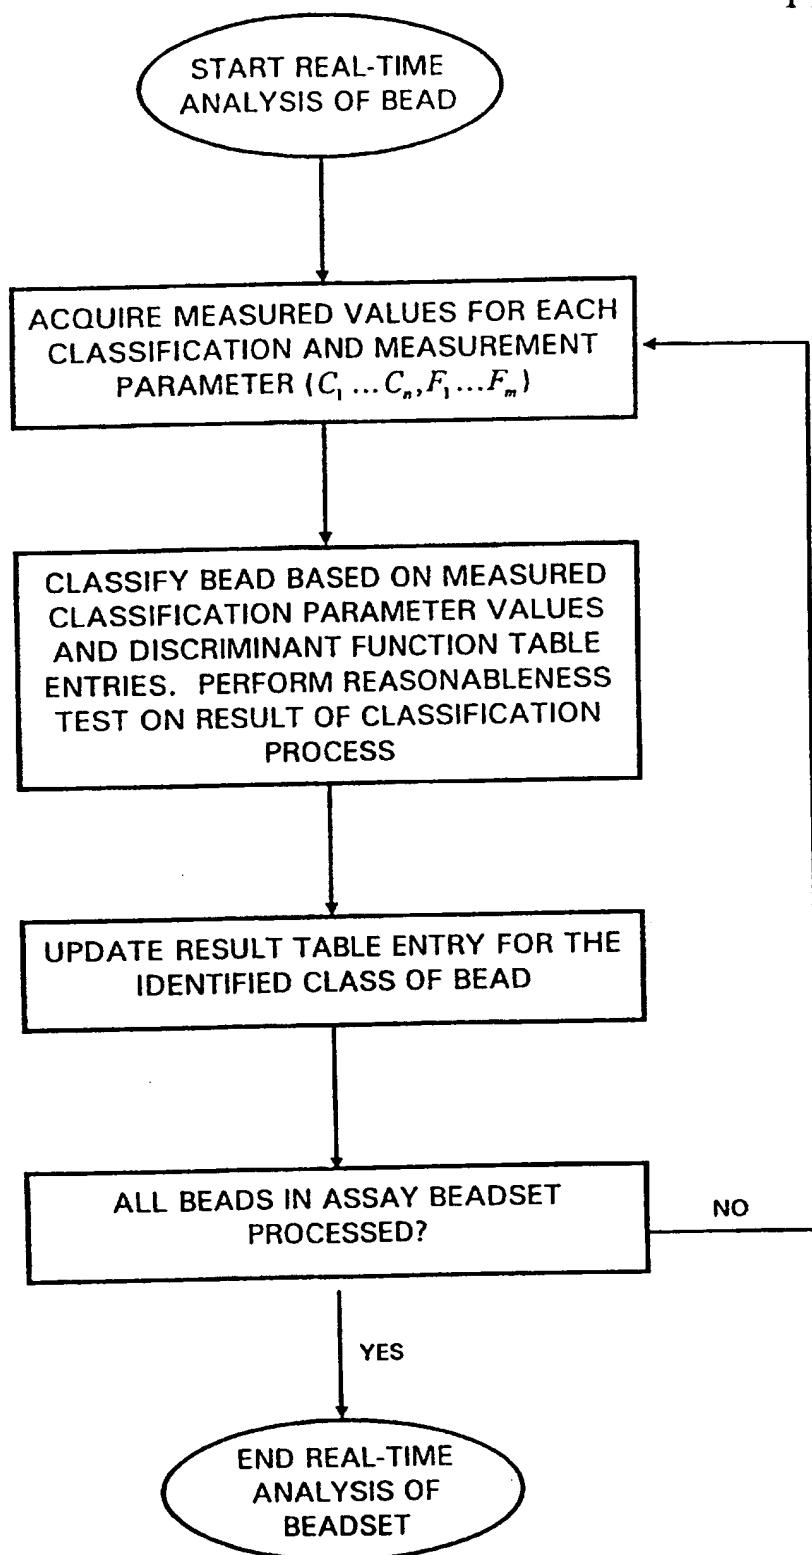 START REAL-TIME
ANALYSIS OF BEAD
ACQUIRE MEASURED VALUES FOR EACH
CLASSIFICATION AND MEASUREMENT
PARAMETER (C₁ ...Cₙ,F₁...Fₘ)
CLASSIFY BEAD BASED ON MEASURED
CLASSIFICATION PARAMETER VALUES
AND DISCRIMINANT FUNCTION TABLE
ENTRIES. PERFORM REASONABLENESS
TEST ON RESULT OF CLASSIFICATION
PROCESS
UPDATE RESULT TABLE ENTRY FOR THE
IDENTIFIED CLASS OF BEAD
ALL BEADS IN ASSAY BEADSET
PROCESSED?
NO
YES
END REAL-TIME
ANALYSIS OF
BEADSET